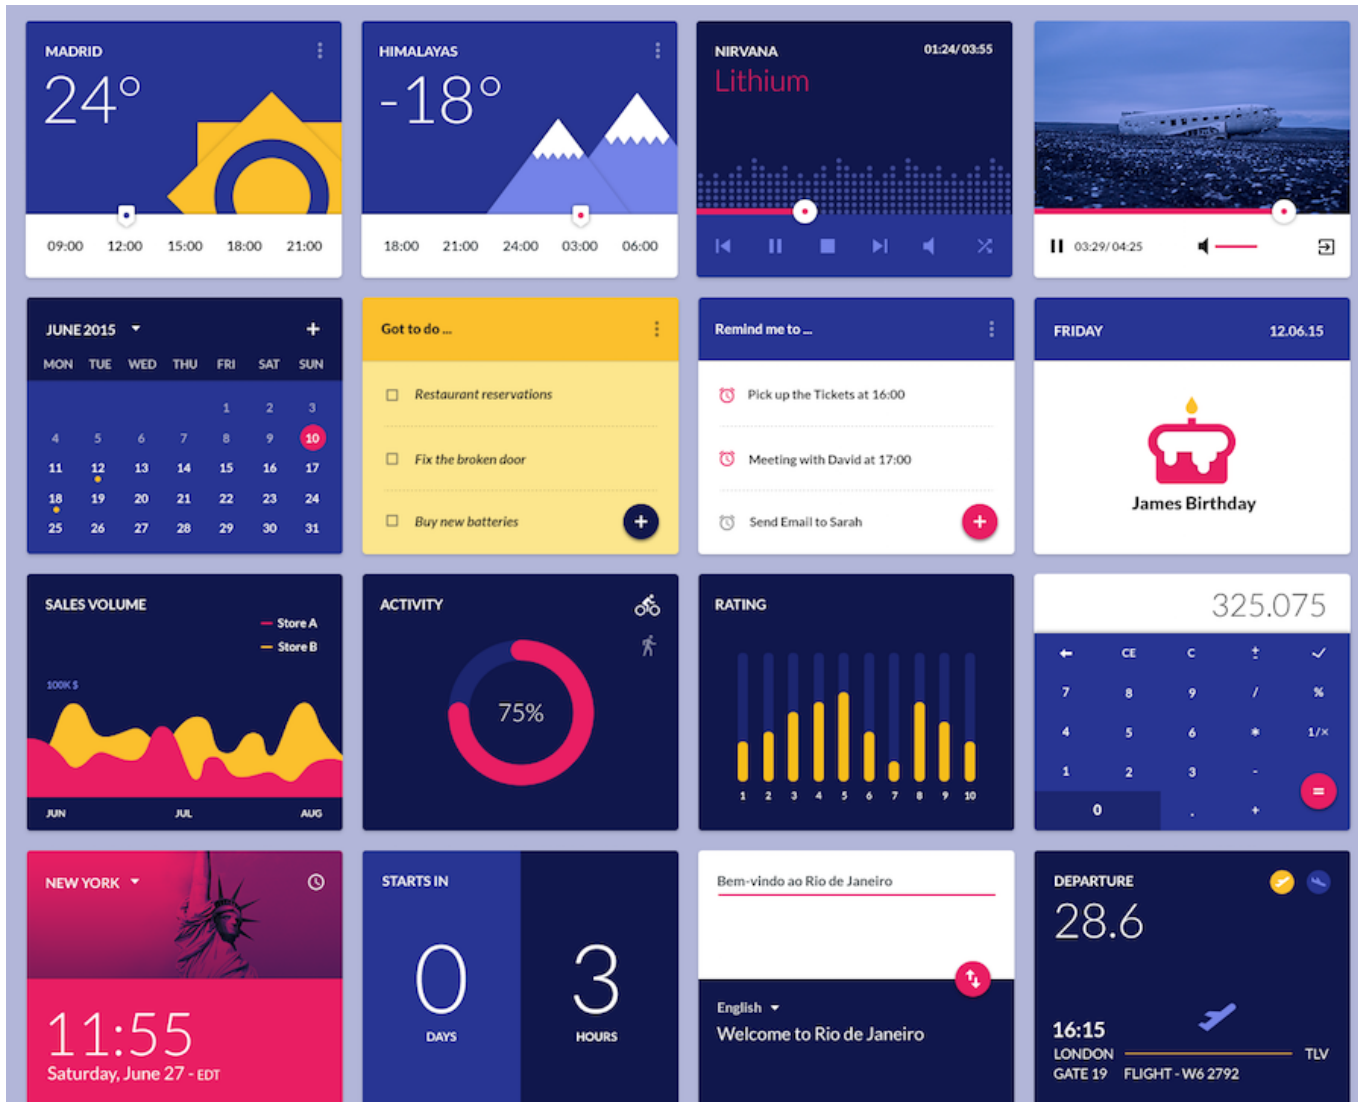 MADRID
24°
09:00 12:00 15:00 18:00 21:00
HIMALAYAS
-18°
18:00 21:00 24:00 03:00 06:00
NIRVANA 01:24/03:55
Lithium
03:29/04:25
JUNE 2015
MON TUE WED THU FRI SAT SUN
1 2 3
4 5 6 7 8 9 10
11 12 13 14 15 16 17
18 19 20 21 22 23 24
25 26 27 28 29 30 31
Got to do ...
Restaurant reservations
Fix the broken door
Buy new batteries
Remind me to ...
Pick up the Tickets at 16:00
Meeting with David at 17:00
Send Email to Sarah
FRIDAY 12.06.15
James Birthday
SALES VOLUME
Store A
Store B
100K $
JUN JUL AUG
ACTIVITY
75%
RATING
1 2 3 4 5 6 7 8 9 10
325.075
CE C ±
7 8 9 / %
4 5 6 * 1/×
1 2 3 -
=
0 . +
NEW YORK
11:55
Saturday, June 27 - EDT
STARTS IN
0 3
DAYS HOURS
Bem-vindo ao Rio de Janeiro
English
Welcome to Rio de Janeiro
DEPARTURE
28.6
16:15
LONDON TLV
GATE 19 FLIGHT - W6 2792